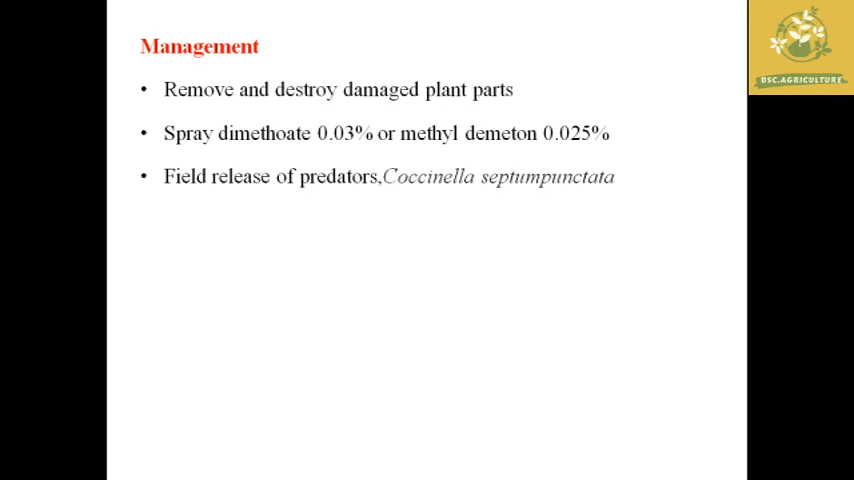 Management
• Remove and destroy damaged plant parts
• Spray dimethoate 0.03% or methyl demeton 0.025%
• Field release of predators,Coccinella septumpunctata
BSC.AGRICULTURE